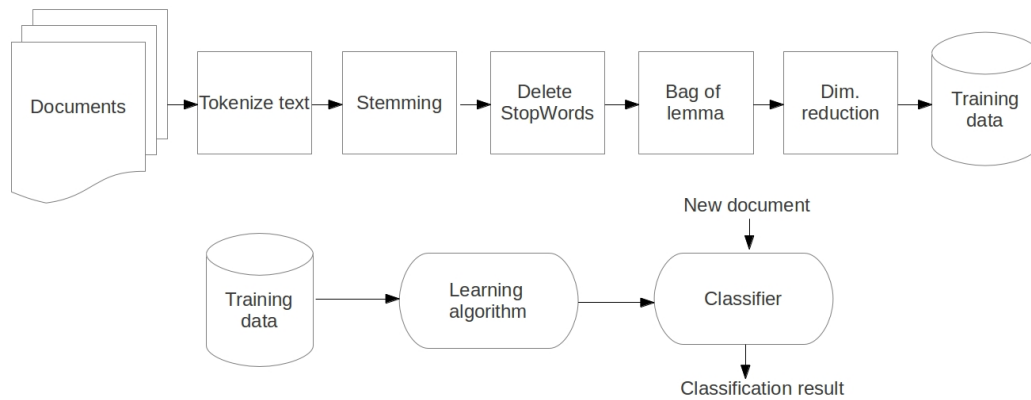 Documents
Tokenize text
Stemming
Delete
StopWords
Bag of
lemma
Dim.
reduction
Training
data
New document
Training
data
Learning
algorithm
Classifier
Classification result